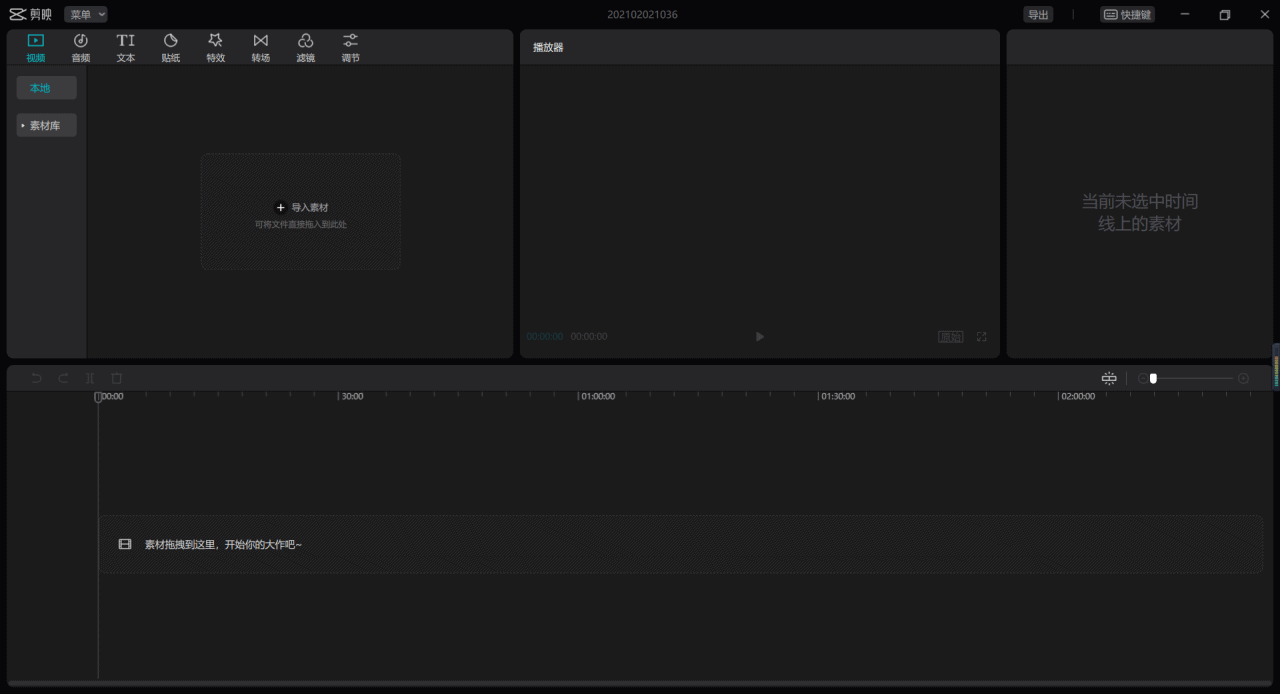 剪映 菜单 202102021036 导出 快捷键
视频 音频 文本 贴纸 特效 转场 滤镜 调节
播放器
本地
素材库
导入素材
可将文件直接拖入到此处
当前未选中时间
线上的素材
00:00:00 00:00:00 原始
00:00 30:00 01:00:00 01:30:00 02:00:00
素材拖拽到这里，开始你的大作吧~